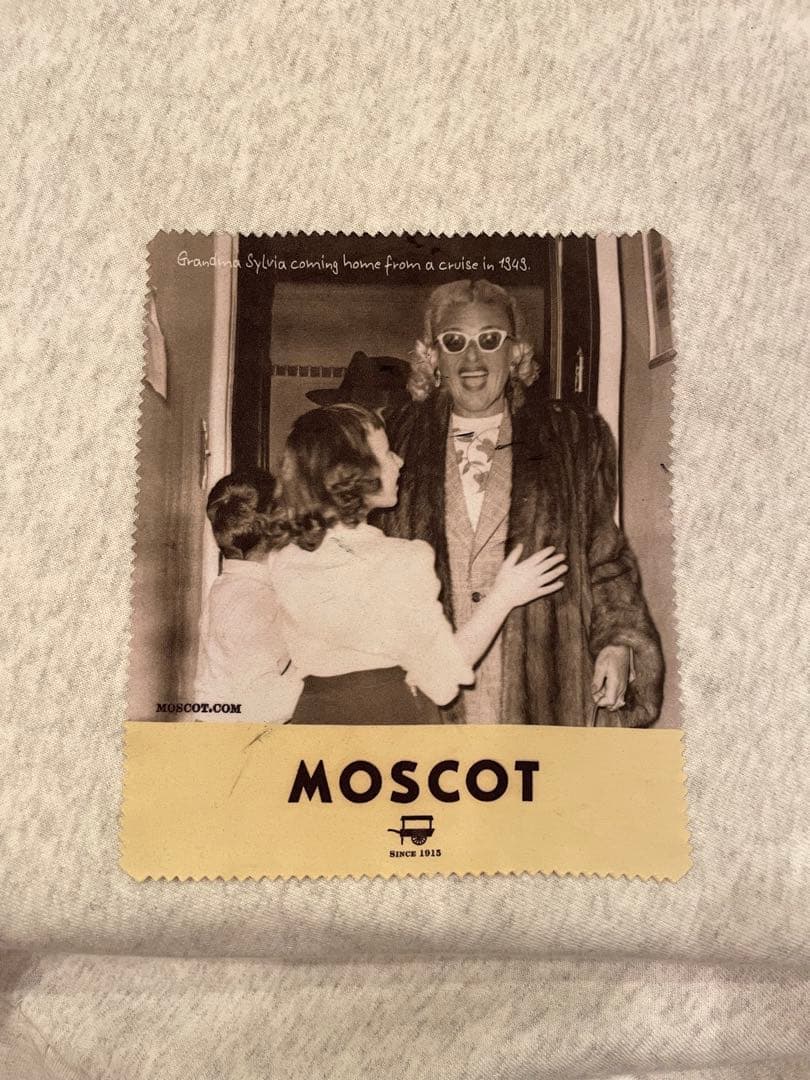 Grandma Sylvia coming home from a cruise in 1949.
MOSCOT.COM
MOSCOT
SINCE 1915